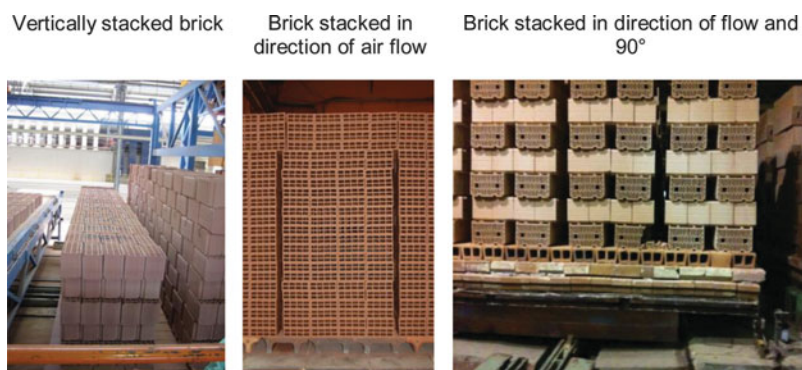 Vertically stacked brick
Brick stacked in
direction of air flow
Brick stacked in direction of flow and
90°